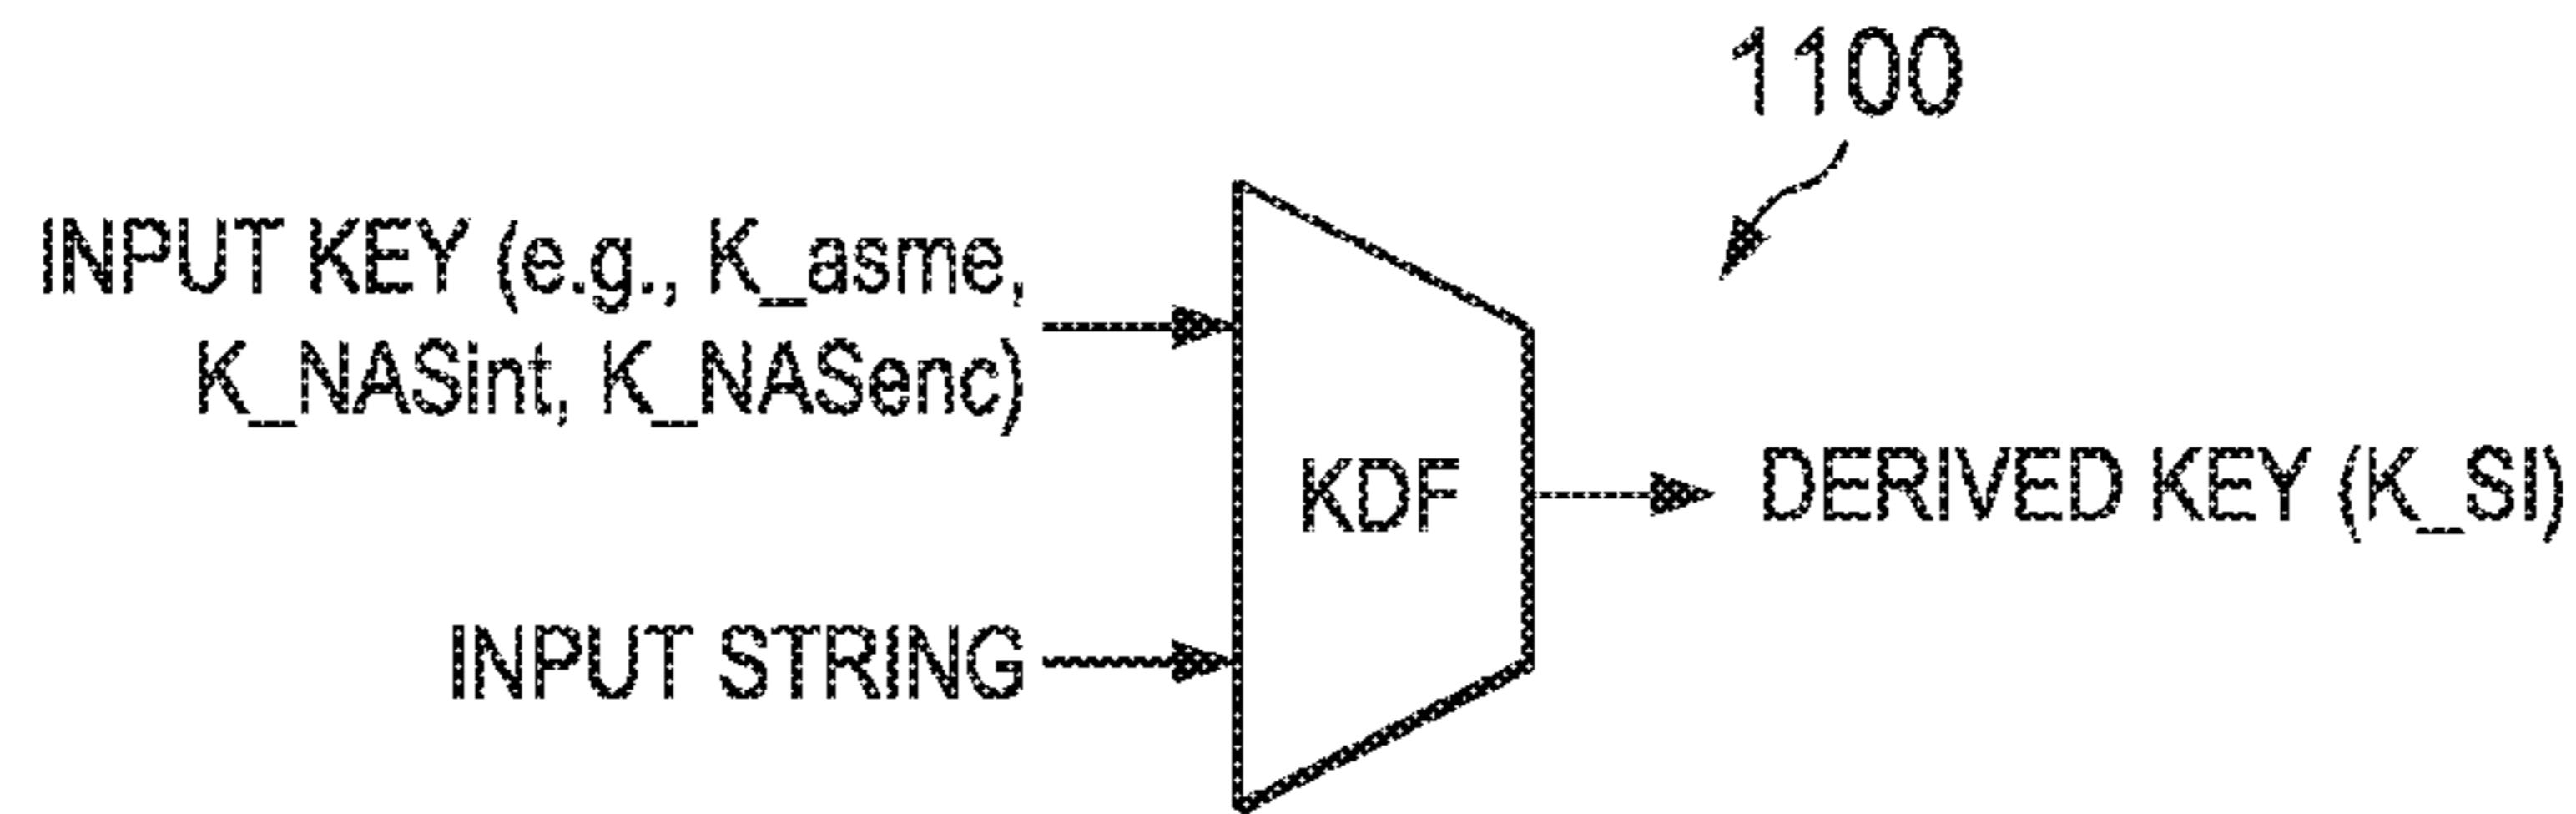 1100
INPUT KEY (e.g., K_asme,
K_NASint, K_NASenc)
KDF
DERIVED KEY (K_SI)
INPUT STRING